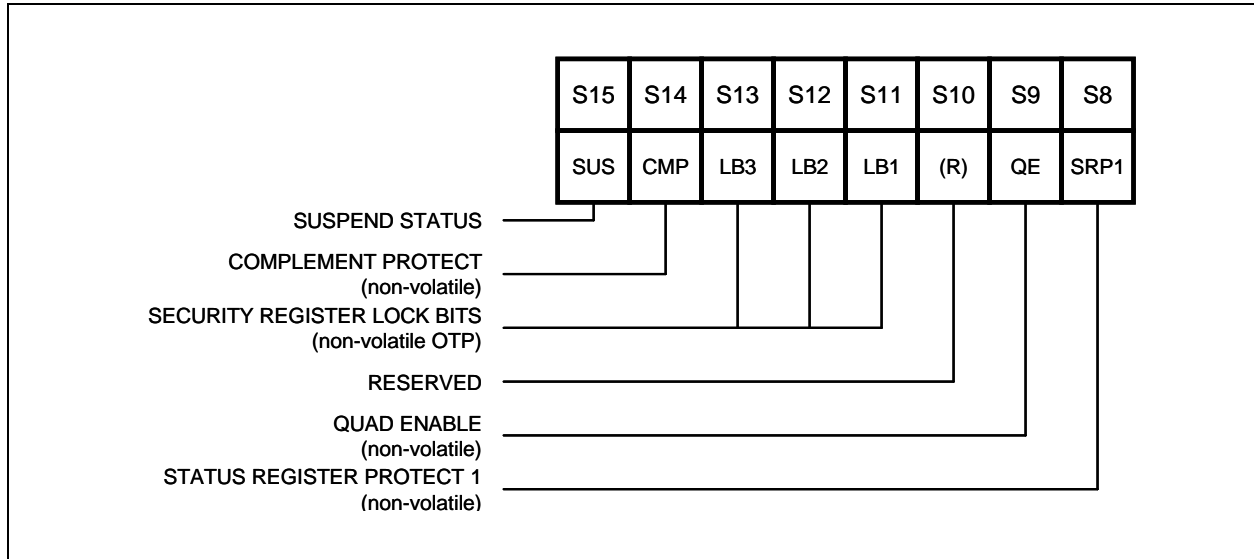 S15 S14 S13 S12 S11 S10 S9 S8
SUS CMP LB3 LB2 LB1 (R) QE SRP1
SUSPEND STATUS
COMPLEMENT PROTECT
(non-volatile)
SECURITY REGISTER LOCK BITS
(non-volatile OTP)
RESERVED
QUAD ENABLE
(non-volatile)
STATUS REGISTER PROTECT 1
(non-volatile)